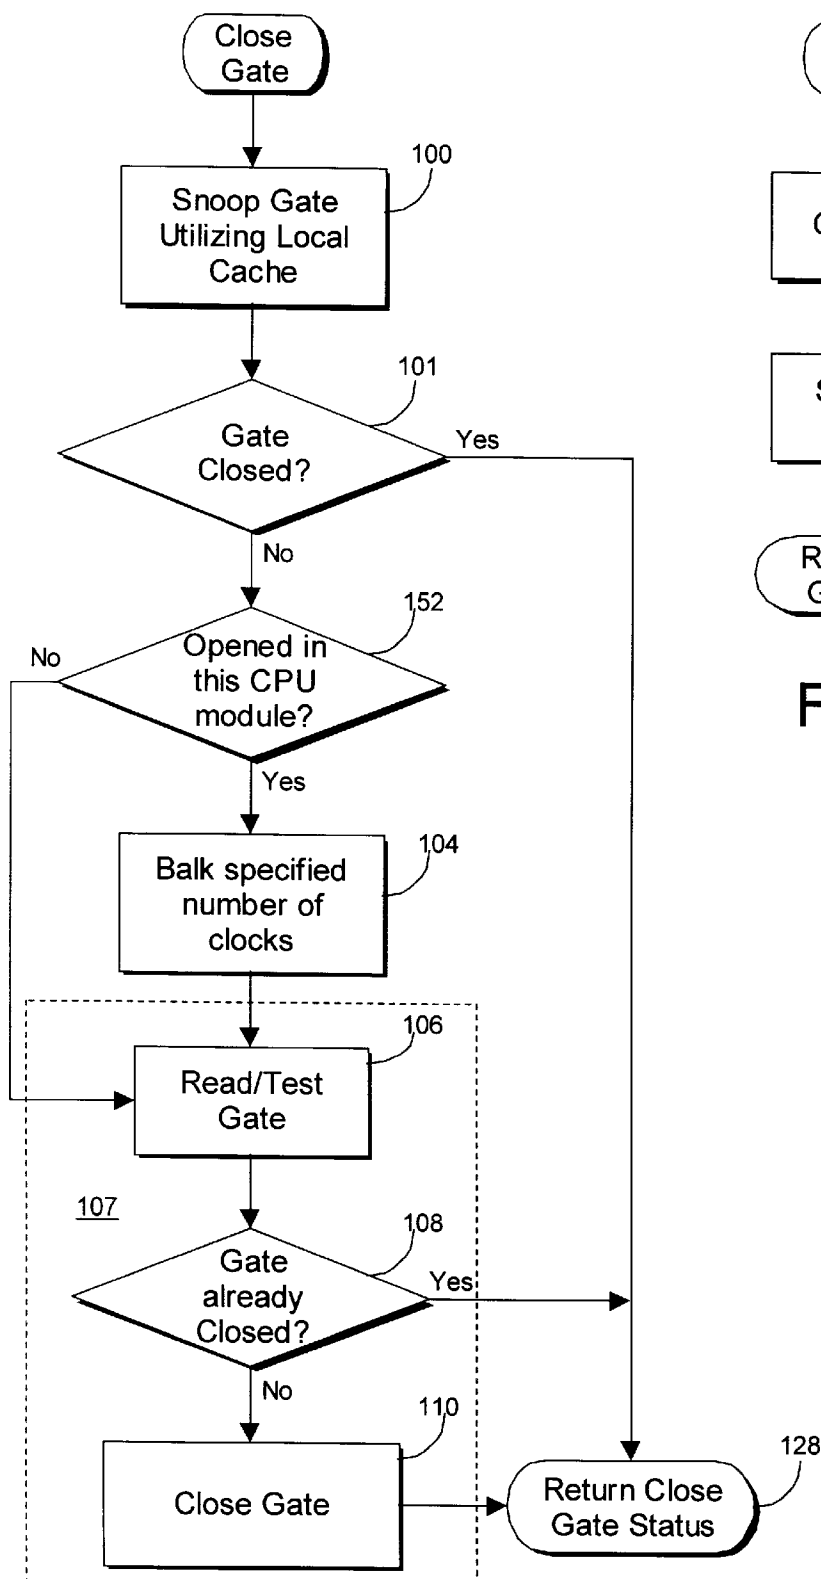 Close
Gate
100
Snoop Gate
Utilizing Local
Cache
101
Gate
Closed?
Yes
No
152
Opened in
this CPU
module?
No
Yes
104
Balk specified
number of
clocks
106
Read/Test
Gate
107
108
Gate
already
Closed?
Yes
No
110
Close Gate
128
Return Close
Gate Status